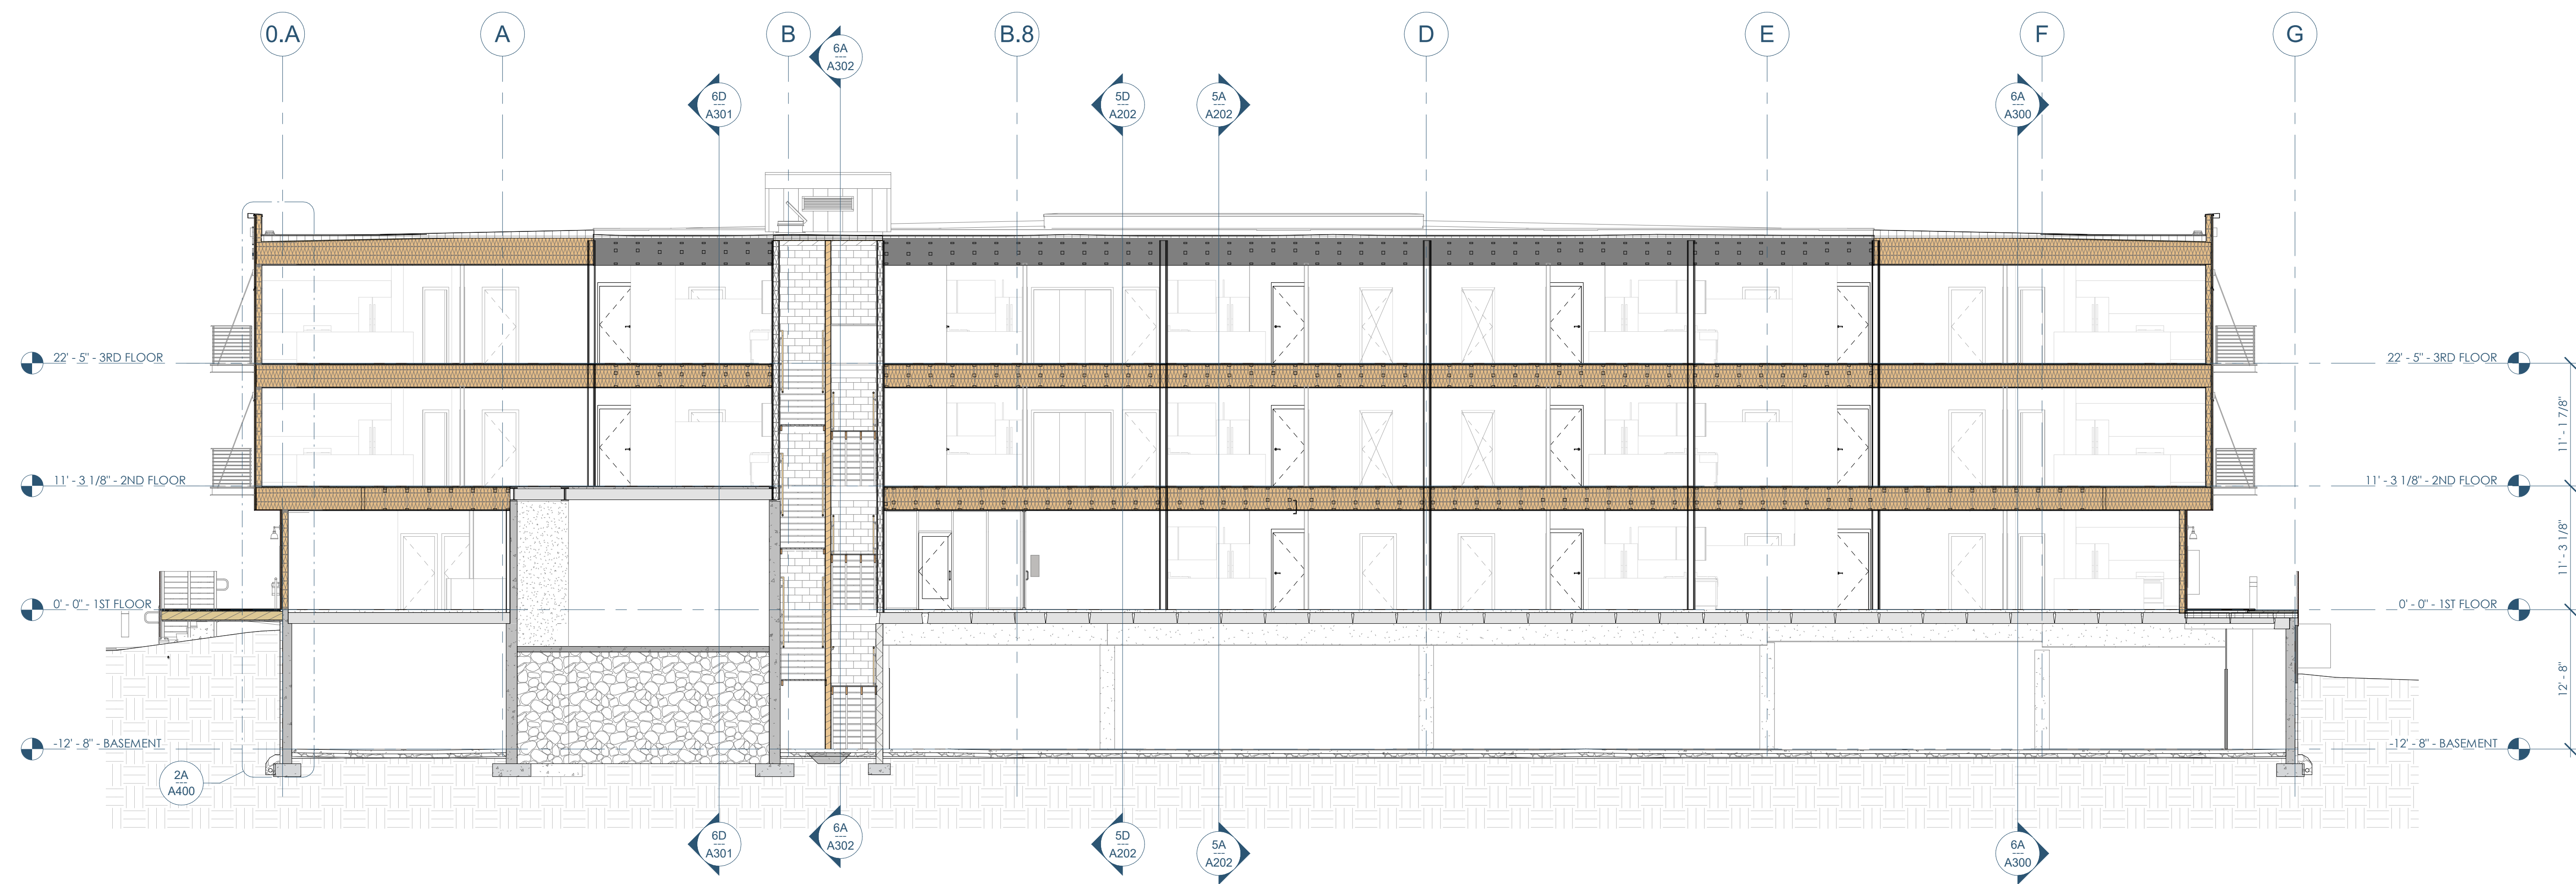 0.A
A
B
6A
---
A302
B.8
D
E
F
G
6D
---
A301
5D
---
A202
5A
---
A202
6A
---
A300
22' - 5" - 3RD FLOOR
22' - 5" - 3RD FLOOR
11' - 1 7/8"
11' - 3 1/8" - 2ND FLOOR
11' - 3 1/8" - 2ND FLOOR
11' - 3 1/8"
0' - 0" - 1ST FLOOR
0' - 0" - 1ST FLOOR
12' - 8"
-12' - 8" - BASEMENT
-12' - 8" - BASEMENT
2A
---
A400
6D
---
A301
6A
---
A302
5D
---
A202
5A
---
A202
6A
---
A300